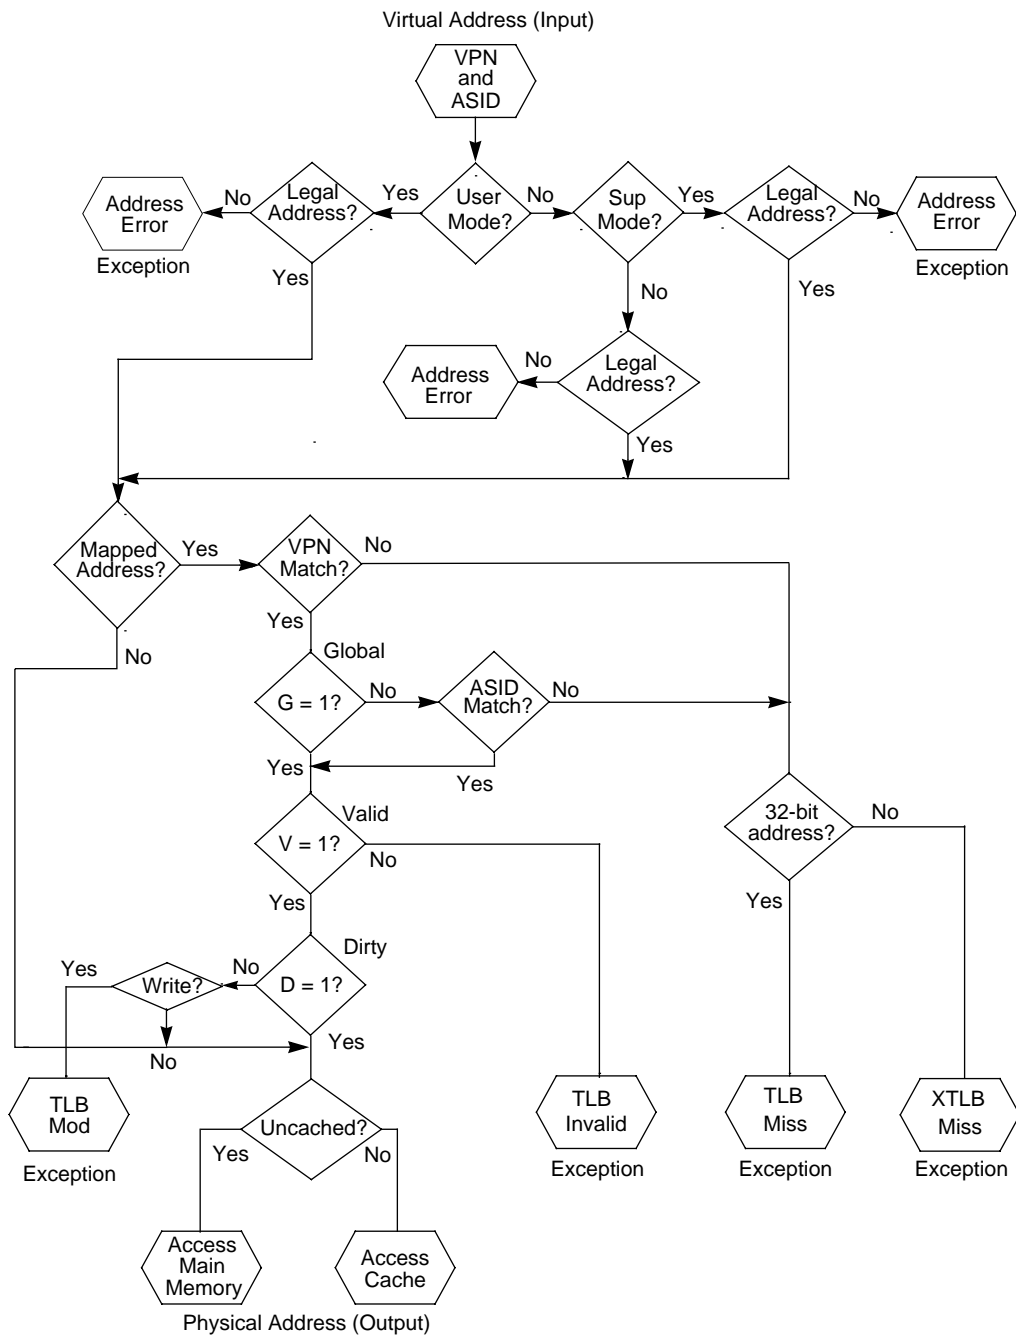 Virtual Address (Input)
VPN
and
ASID
Address
Error
Exception
No
Legal
Address?
Yes
Yes
User
Mode?
No
Sup
Mode?
Yes
Legal
Address?
No
Address
Error
Exception
Yes
No
Address
Error
No
Legal
Address?
Yes
Mapped
Address?
Yes
VPN
Match?
No
Yes
No
Global
G = 1?
No
ASID
Match?
No
Yes
Yes
Valid
V = 1?
No
32-bit
address?
No
Yes
Yes
Dirty
D = 1?
No
Write?
Yes
No
Yes
TLB
Mod
Exception
Uncached?
Yes
No
TLB
Invalid
Exception
TLB
Miss
Exception
XTLB
Miss
Exception
Access
Main
Memory
Access
Cache
Physical Address (Output)